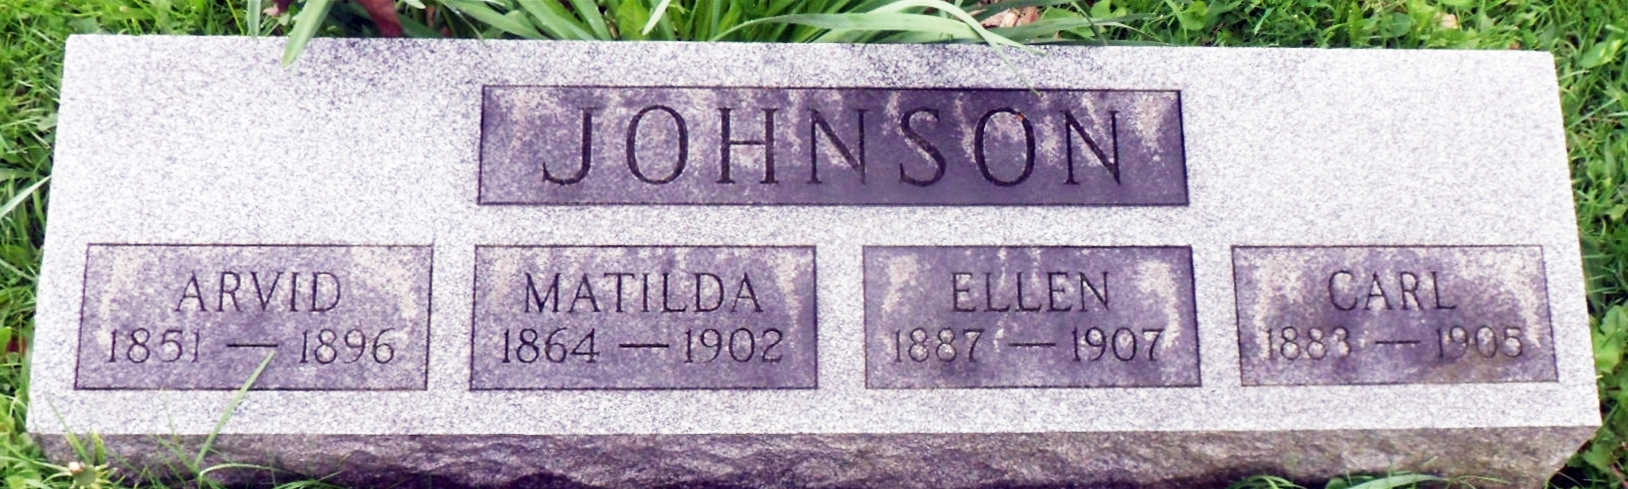 JOHNSON
ARVID
1851 — 1896
MATILDA
1864 — 1902
ELLEN
1887 — 1907
CARL
1883 — 1905